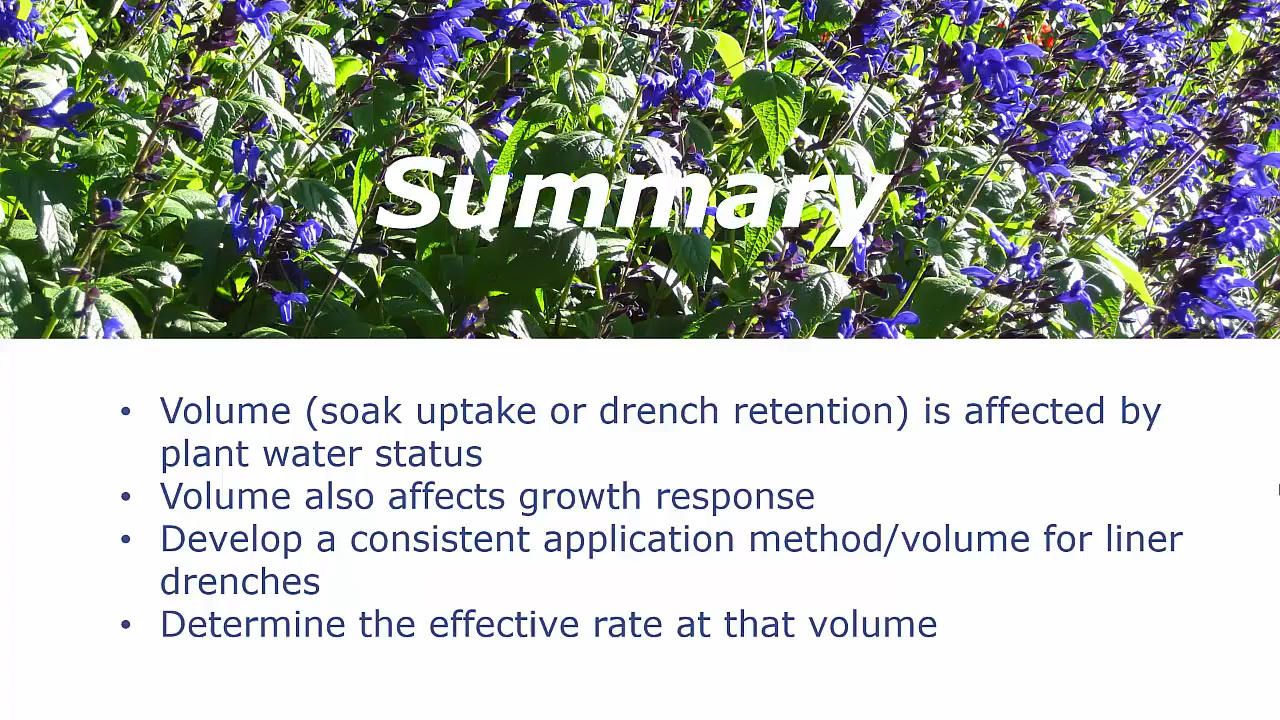 Summary
• Volume (soak uptake or drench retention) is affected by
plant water status
• Volume also affects growth response
• Develop a consistent application method/volume for liner
drenches
• Determine the effective rate at that volume